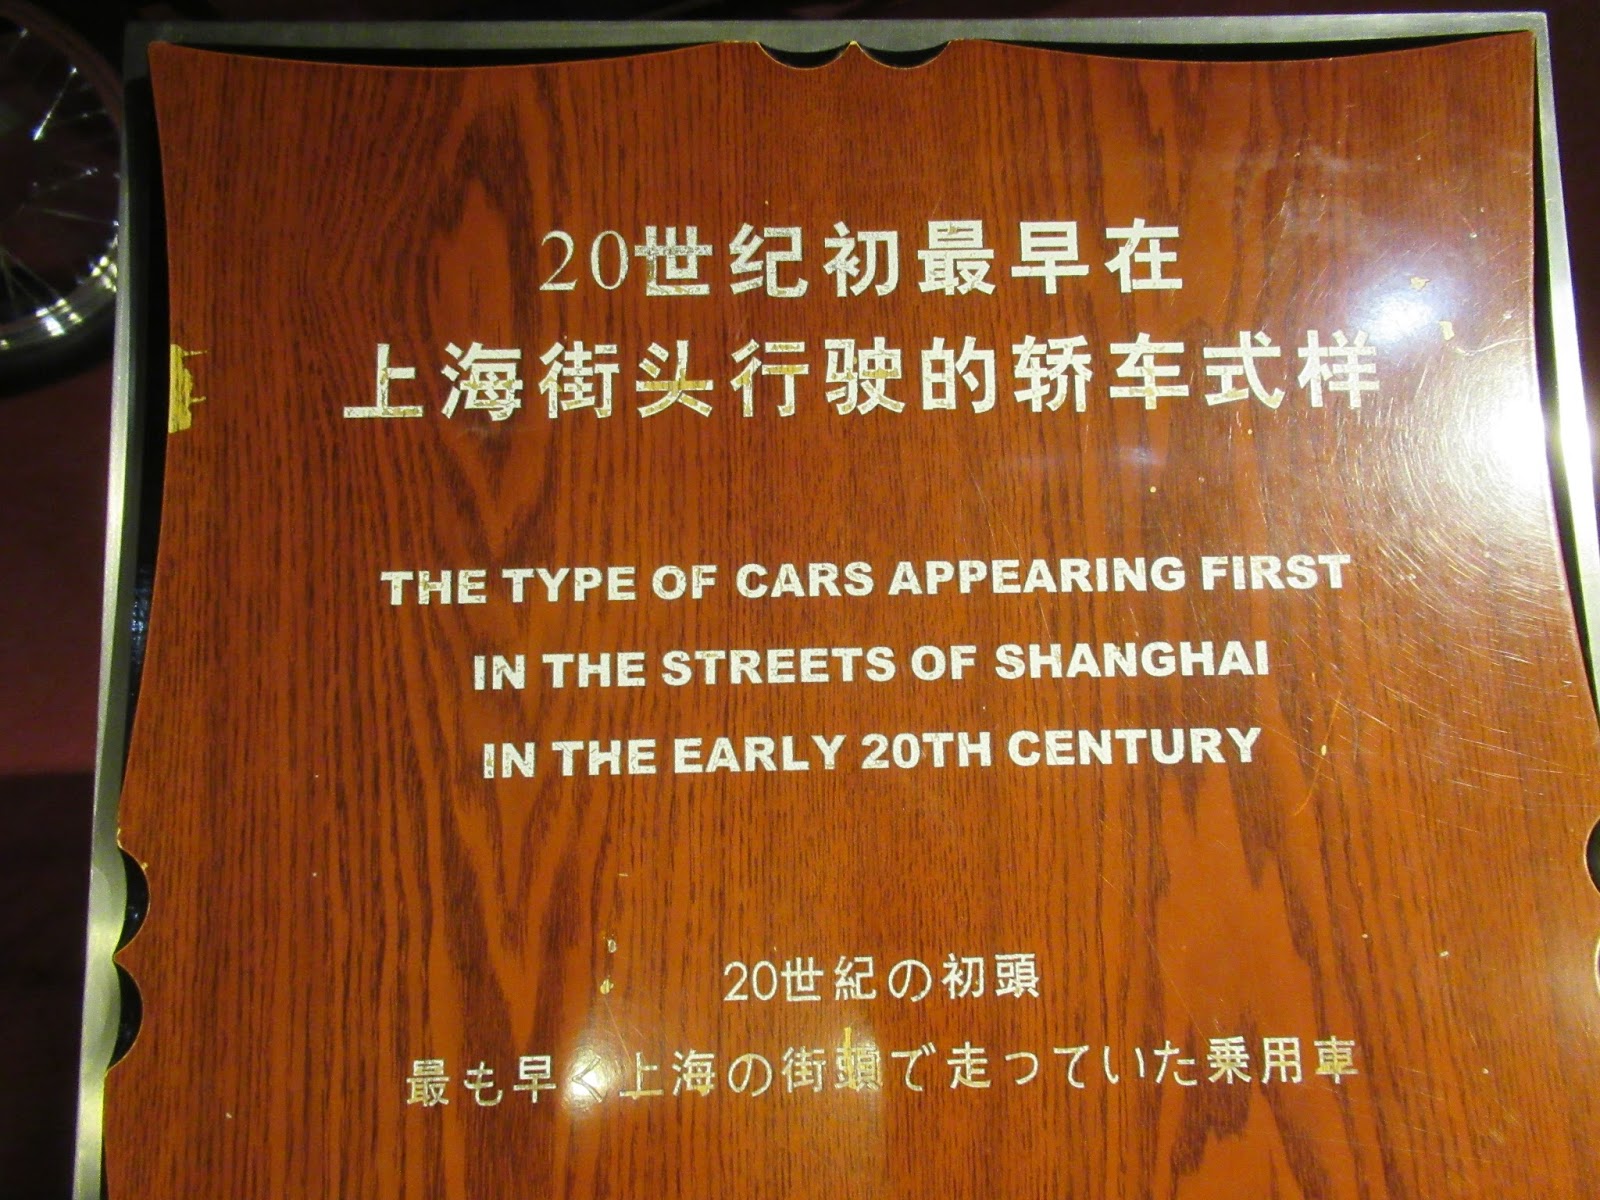 20世纪初最早在
上海街头行驶的轿车式样
THE TYPE OF CARS APPEARING FIRST
IN THE STREETS OF SHANGHAI
IN THE EARLY 20TH CENTURY
20世紀の初頭
最も早く上海の街頭で走っていた乗用車